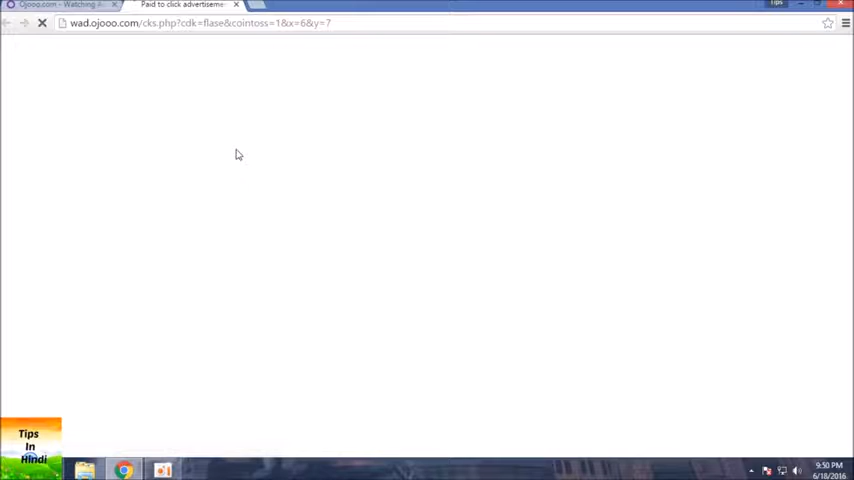 Ojooo.com - Watching A
Paid to click advertiseme
Tips
wad.ojooo.com/cks.php?cdk=flase&cointoss=1&x=6&y=7
Tips
In
Hindi
9:50 PM
6/18/2016